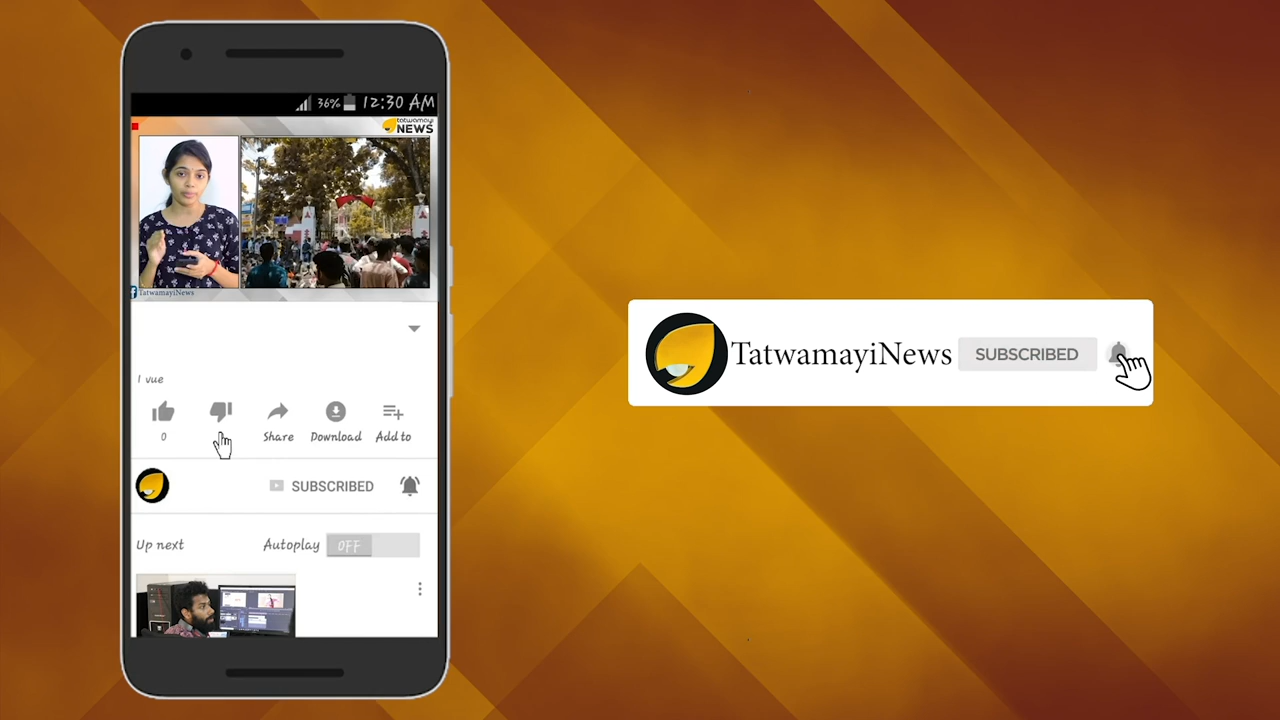 36% 12:30 AM
tatwamayi
NEWS
TatwamayiNews
1 vue
0
Share
Download
Add to
SUBSCRIBED
Up next
Autoplay
OFF
TatwamayiNews
SUBSCRIBED